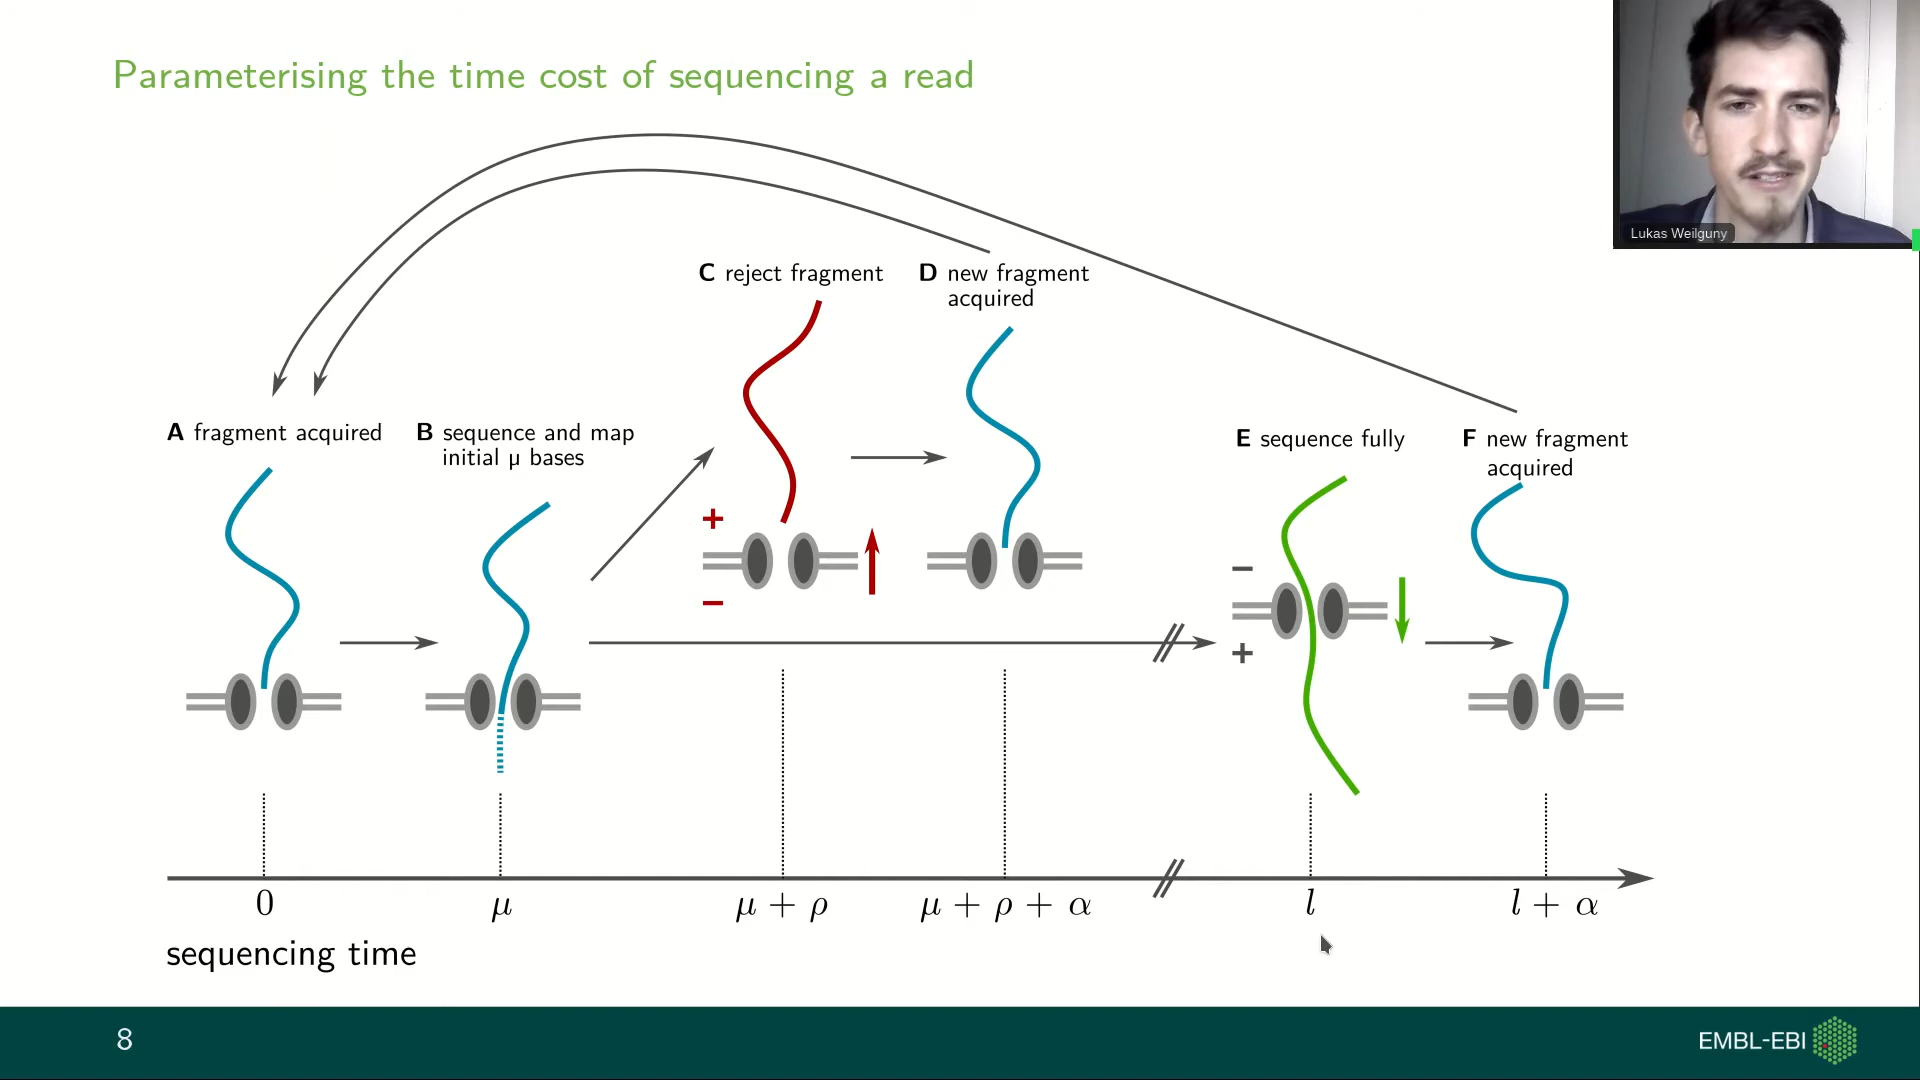 Parameterising the time cost of sequencing a read
Lukas Weilguny
C reject fragment
D new fragment
acquired
A fragment acquired
B sequence and map
initial μ bases
E sequence fully
F new fragment
acquired
+
−
−
+
0
μ
μ + ρ
μ + ρ + α
l
l + α
sequencing time
8
EMBL-EBI